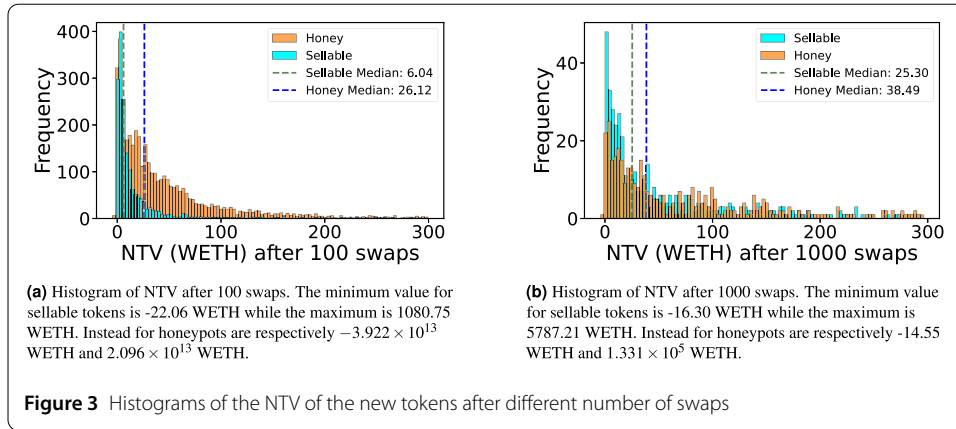 400
300
200
100
0
Frequency
Honey
Sellable
Sellable Median: 6.04
Honey Median: 26.12
0
100
200
300
NTV (WETH) after 100 swaps
(a) Histogram of NTV after 100 swaps. The minimum value for
sellable tokens is -22.06 WETH while the maximum is 1080.75
WETH. Instead for honeypots are respectively −3.922 × 10¹³
WETH and 2.096 × 10¹³ WETH.
40
20
0
Frequency
Sellable
Honey
Sellable Median: 25.30
Honey Median: 38.49
0
100
200
300
NTV (WETH) after 1000 swaps
(b) Histogram of NTV after 1000 swaps. The minimum value
for sellable tokens is -16.30 WETH while the maximum is
5787.21 WETH. Instead for honeypots are respectively -14.55
WETH and 1.331 × 10⁵ WETH.
Figure 3 Histograms of the NTV of the new tokens after different number of swaps